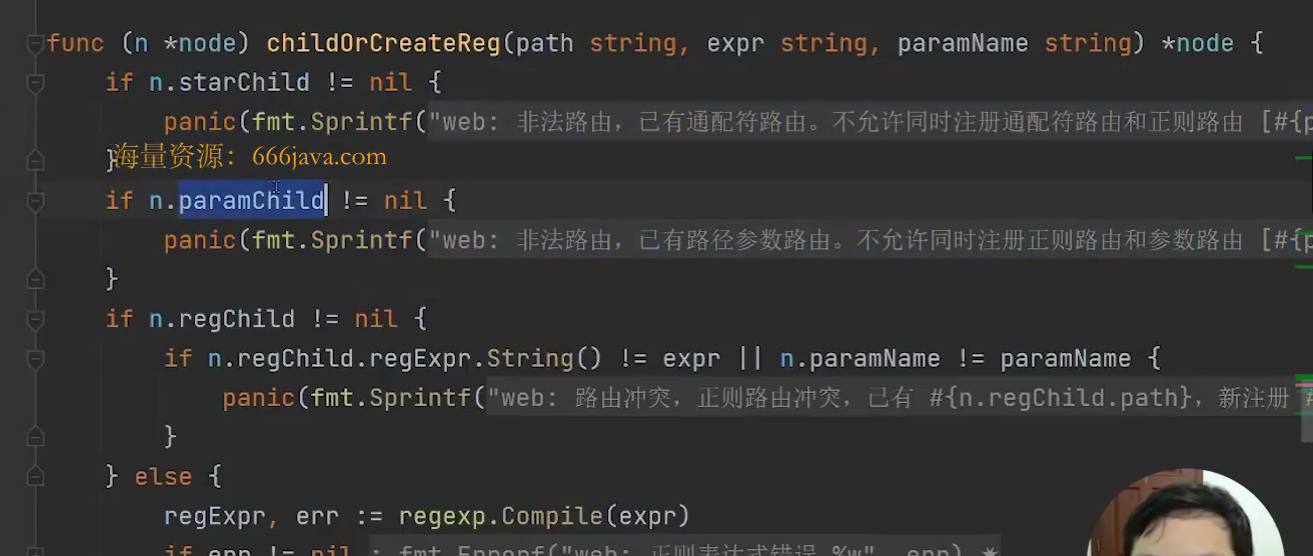 func (n *node) childOrCreateReg(path string, expr string, paramName string) *node {
if n.starChild != nil {
panic(fmt.Sprintf("web: 非法路由，已有通配符路由。不允许同时注册通配符路由和正则路由 [#{p
}
海量资源：666java.com
if n.paramChild != nil {
panic(fmt.Sprintf("web: 非法路由，已有路径参数路由。不允许同时注册正则路由和参数路由 [#{p
}
if n.regChild != nil {
if n.regChild.regExpr.String() != expr || n.paramName != paramName {
panic(fmt.Sprintf("web: 路由冲突，正则路由冲突，已有 #{n.regChild.path}，新注册 #
}
} else {
regExpr, err := regexp.Compile(expr)
if err != nil : fmt.Errorf("web: 正则表达式错误 %w", err)